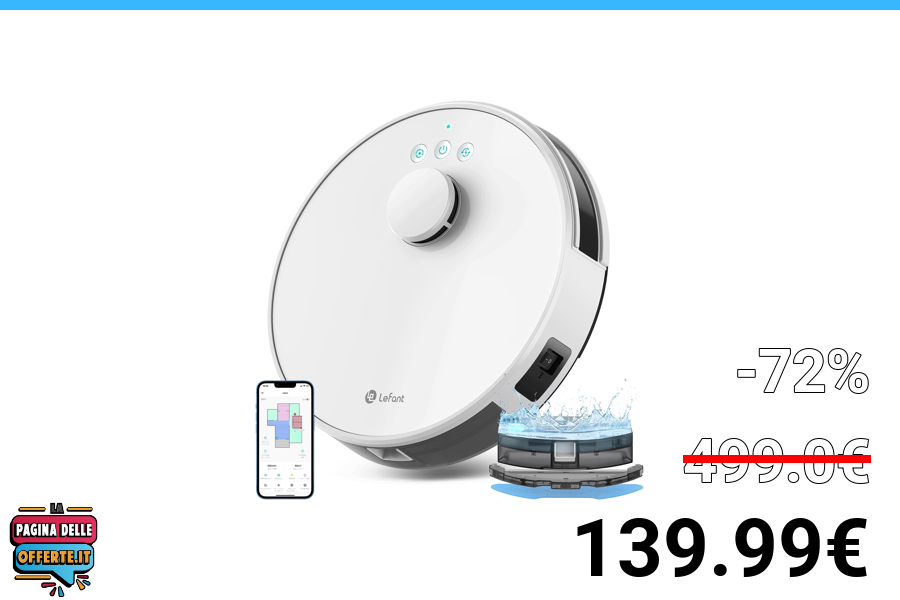 Lefant
-72%
499.0€
139.99€
LA
PAGINA DELLE
OFFERTE.IT